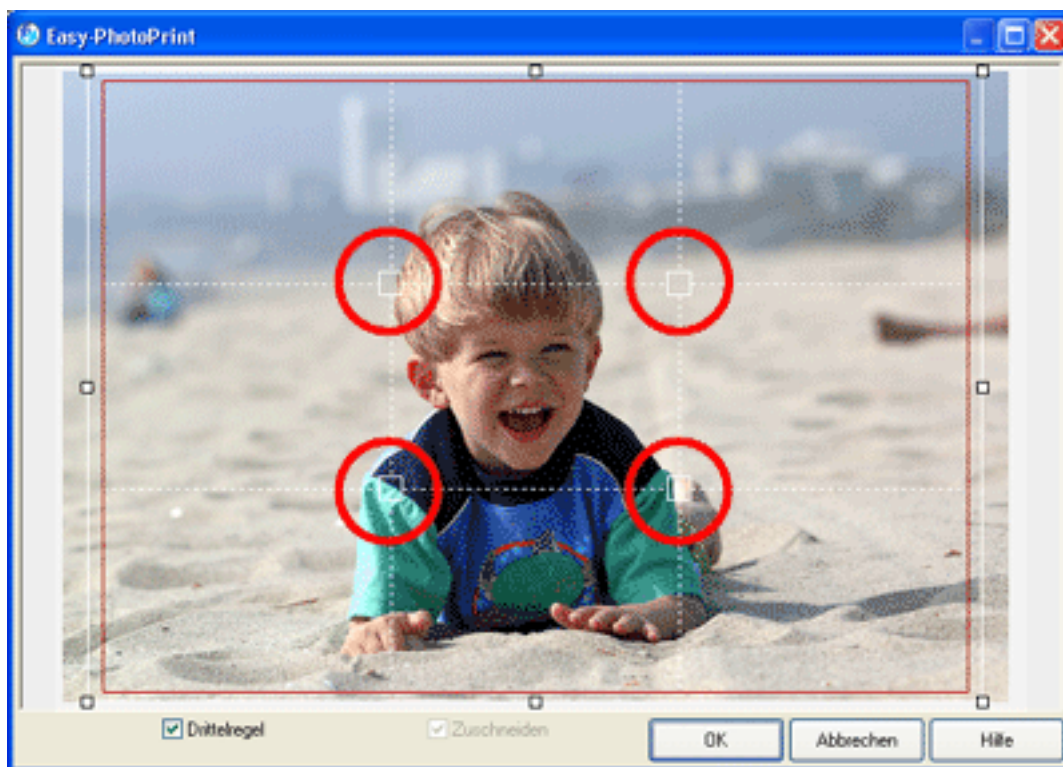 Easy-PhotoPrint
Drittelregel
Zuschneiden
OK
Abbrechen
Hilfe